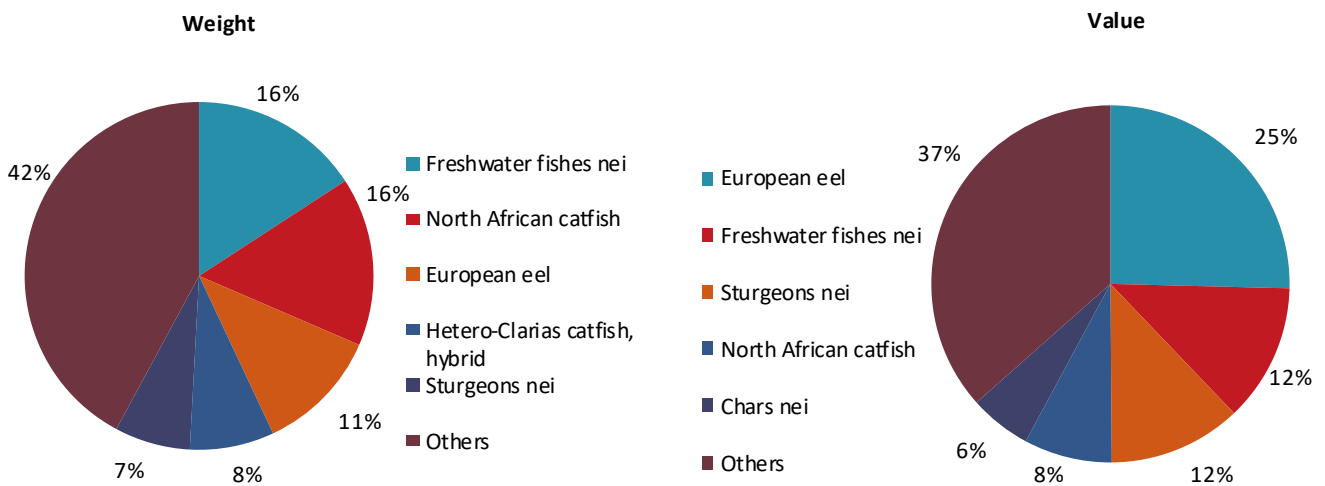 Weight
16%
16%
11%
8%
7%
42%
Freshwater fishes nei
North African catfish
European eel
Hetero-Clarias catfish,
hybrid
Sturgeons nei
Others
Value
25%
12%
12%
8%
6%
37%
European eel
Freshwater fishes nei
Sturgeons nei
North African catfish
Chars nei
Others